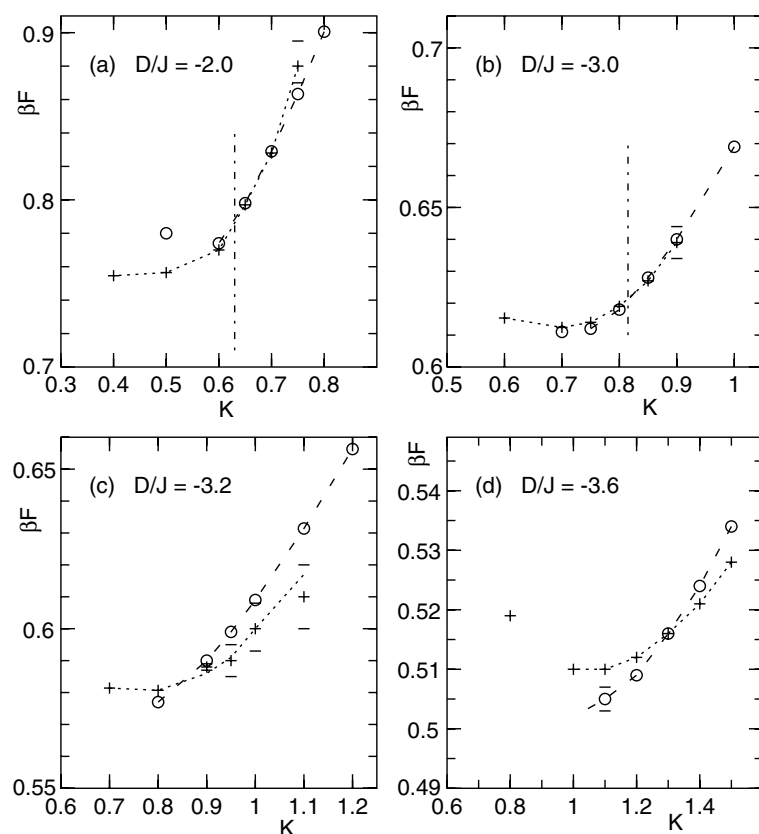 (a) D/J = -2.0
βF
0.9
0.8
0.7
0.3 0.4 0.5 0.6 0.7 0.8
K
(b) D/J = -3.0
βF
0.7
0.65
0.6
0.5 0.6 0.7 0.8 0.9 1
K
(c) D/J = -3.2
βF
0.65
0.6
0.55
0.6 0.7 0.8 0.9 1 1.1 1.2
K
(d) D/J = -3.6
βF
0.54
0.53
0.52
0.51
0.5
0.49
0.6 0.8 1 1.2 1.4
K